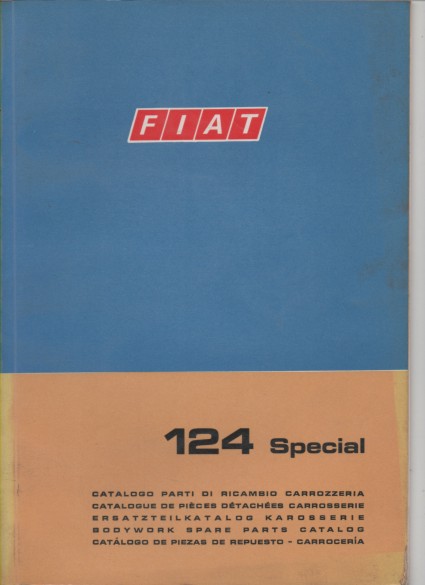 FIAT
124 Special
CATALOGO PARTI DI RICAMBIO CARROZZERIA
CATALOGUE DE PIÈCES DÉTACHÉES CARROSSERIE
ERSATZTEILKATALOG KAROSSERIE
BODYWORK SPARE PARTS CATALOG
CATÁLOGO DE PIEZAS DE REPUESTO - CARROCERÍA